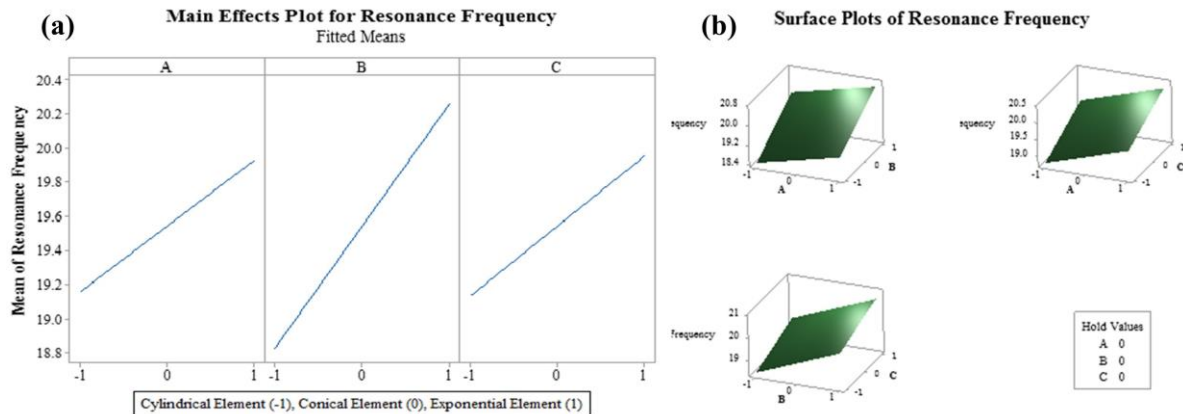 (a)
Main Effects Plot for Resonance Frequency
Fitted Means
A B C
Mean of Resonance Frequency
20.4
20.2
20.0
19.8
19.6
19.4
19.2
19.0
18.8
-1 0 1 -1 0 1 -1 0 1
Cylindrical Element (-1), Conical Element (0), Exponential Element (1)
(b)
Surface Plots of Resonance Frequency
20.8
20.0
19.2
18.4
equency
-1 0 1
A
-1 0 1
B
20.5
20.0
19.5
19.0
quency
-1 0 1
A
-1 0 1
C
21
20
19
requency
-1 0 1
B
-1 0 1
C
Hold Values
A 0
B 0
C 0